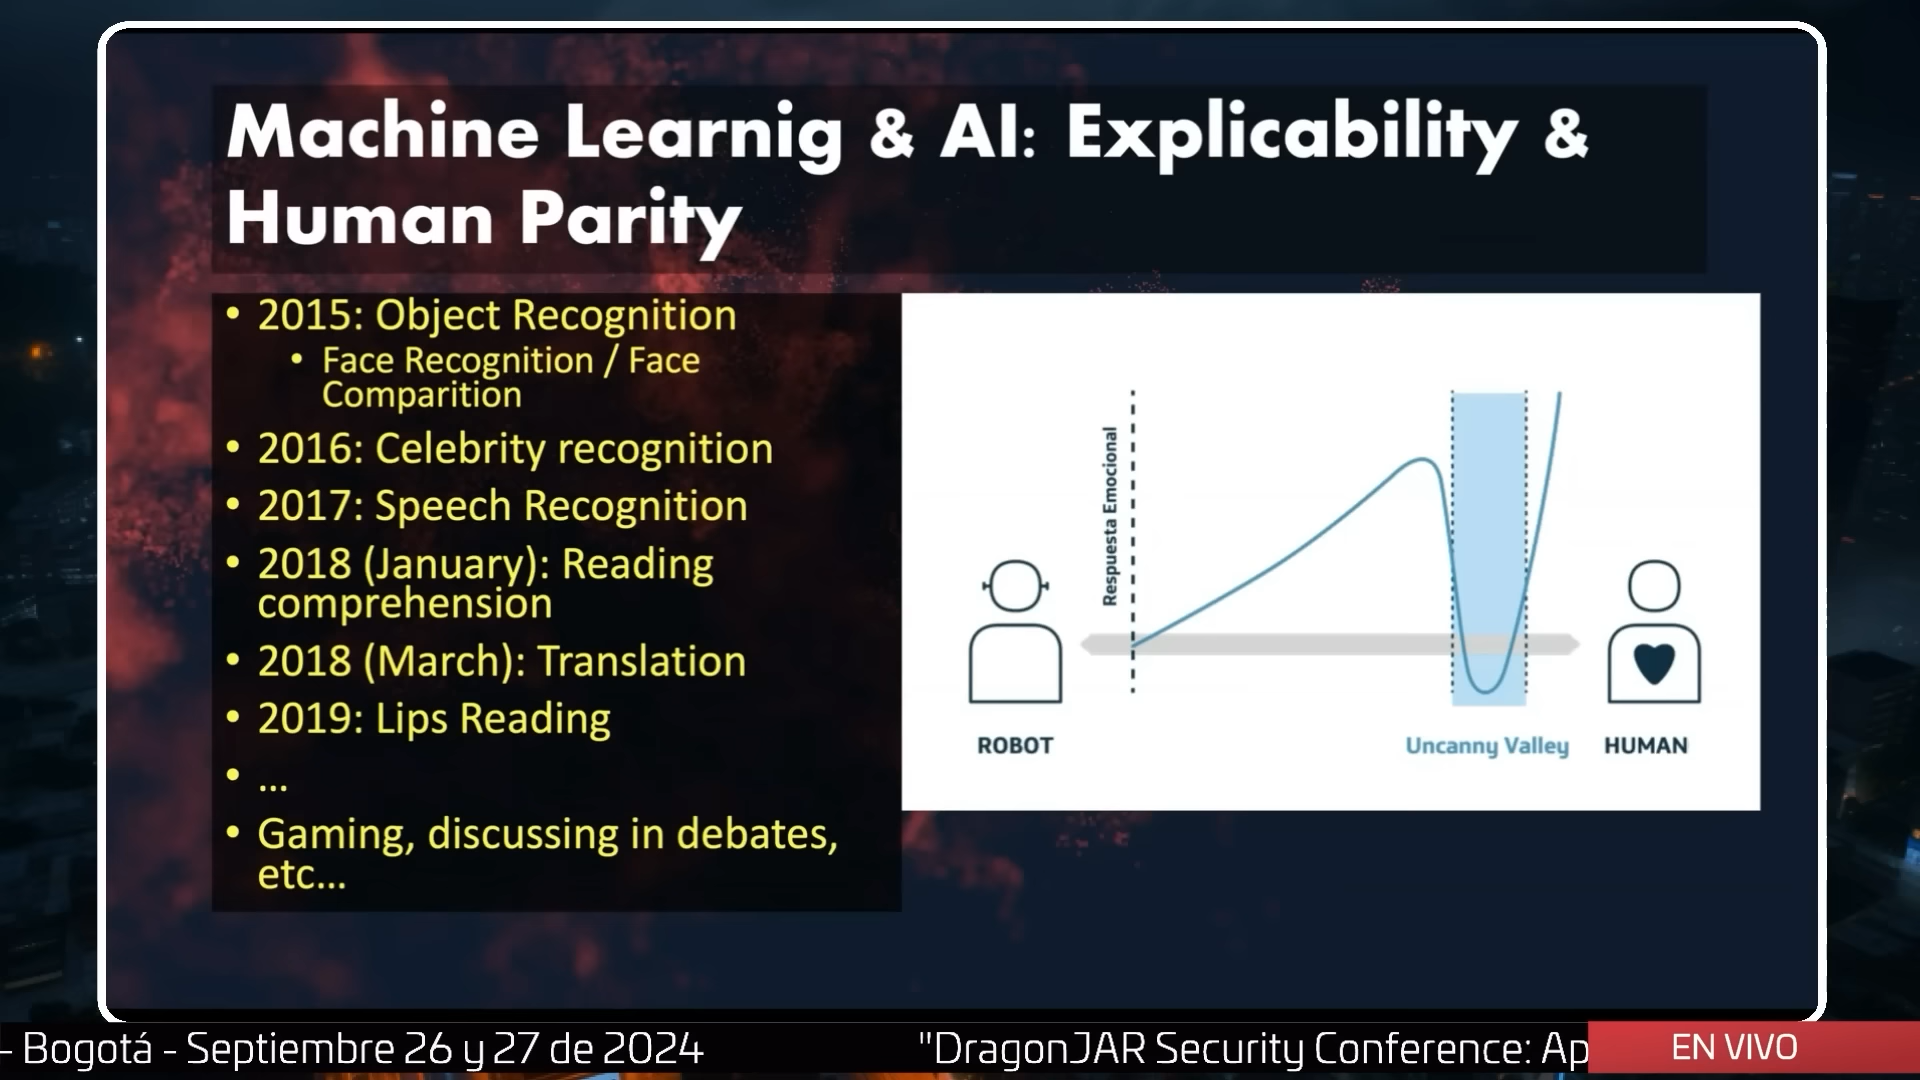 Machine Learnig & AI: Explicability &
Human Parity
• 2015: Object Recognition
• Face Recognition / Face
Comparition
• 2016: Celebrity recognition
• 2017: Speech Recognition
• 2018 (January): Reading
comprehension
• 2018 (March): Translation
• 2019: Lips Reading
• ...
• Gaming, discussing in debates,
etc...
Respuesta Emocional
ROBOT
Uncanny Valley
HUMAN
- Bogotá - Septiembre 26 y 27 de 2024
"DragonJAR Security Conference: Ap
EN VIVO